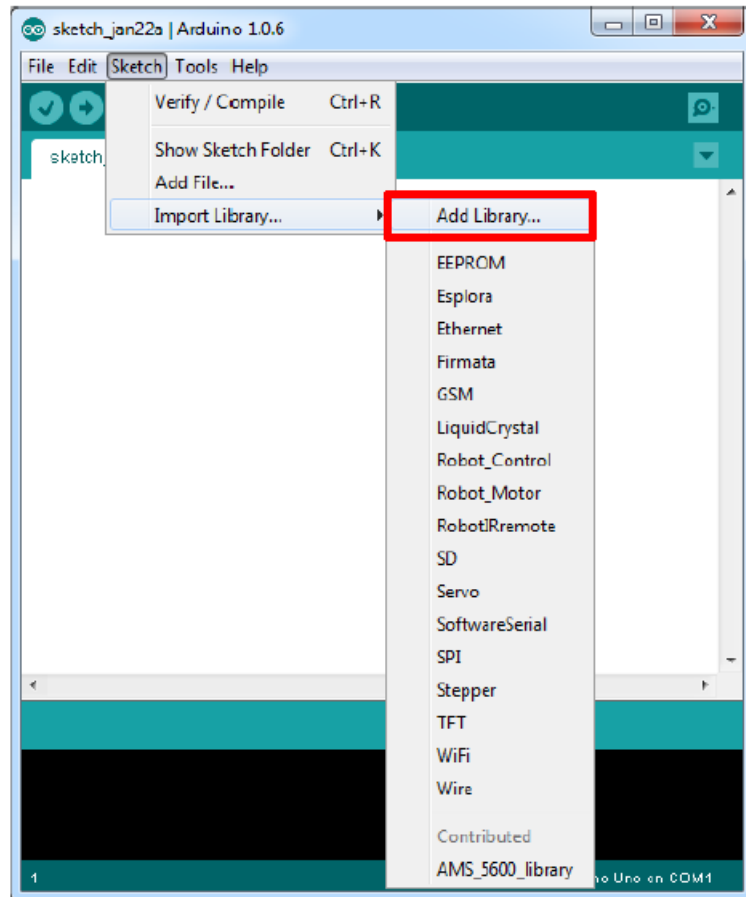 sketch_jan22a | Arduino 1.0.6
File Edit Sketch Tools Help
Verify / Compile Ctrl+R
sketch_
Show Sketch Folder Ctrl+K
Add File...
Import Library...
Add Library...
EEPROM
Esplora
Ethernet
Firmata
GSM
LiquidCrystal
Robot_Control
Robot_Motor
RobotIRremote
SD
Servo
SoftwareSerial
SPI
Stepper
TFT
WiFi
Wire
Contributed
AMS_5600_library
1 no Uno on COM1